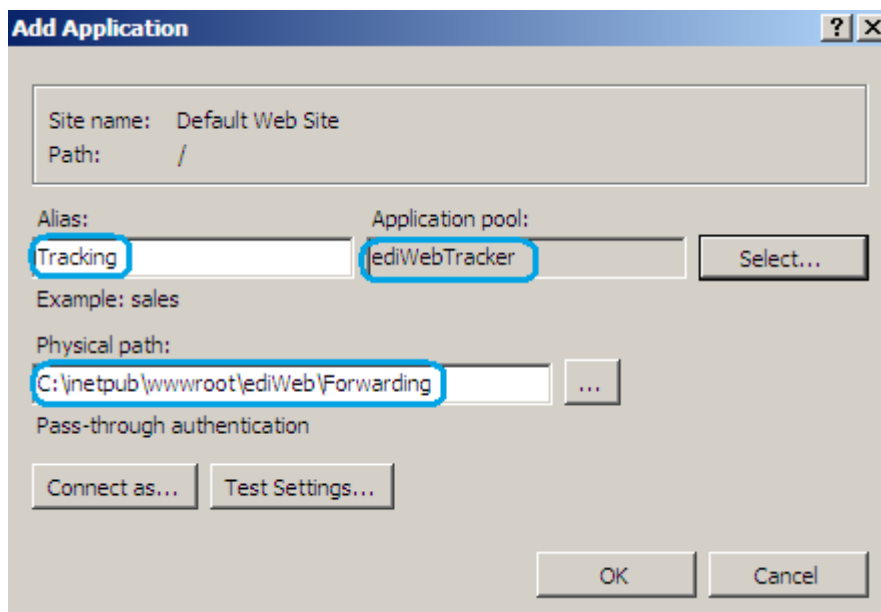 Add Application
Site name: Default Web Site
Path: /
Alias: Application pool:
Tracking ediWebTracker Select...
Example: sales
Physical path:
C:\inetpub\wwwroot\ediWeb\Forwarding ...
Pass-through authentication
Connect as... Test Settings...
OK Cancel